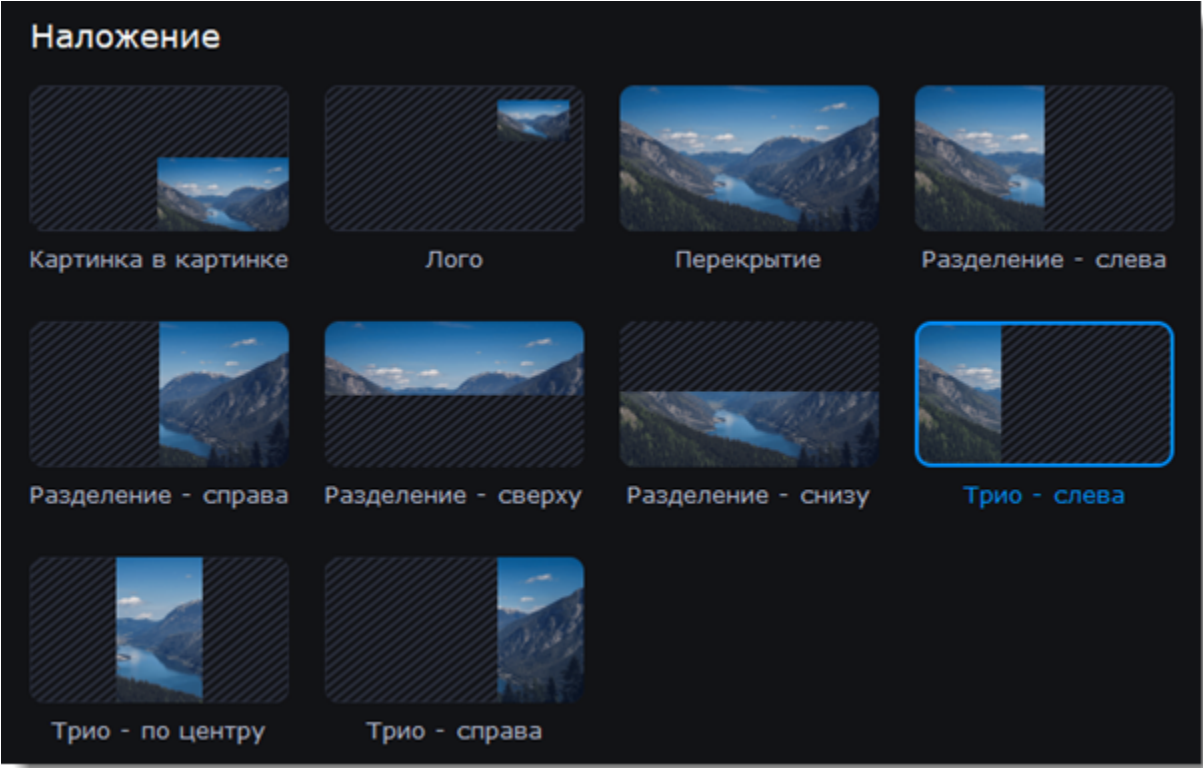 Наложение
Картинка в картинке
Лого
Перекрытие
Разделение - слева
Разделение - справа
Разделение - сверху
Разделение - снизу
Трио - слева
Трио - по центру
Трио - справа